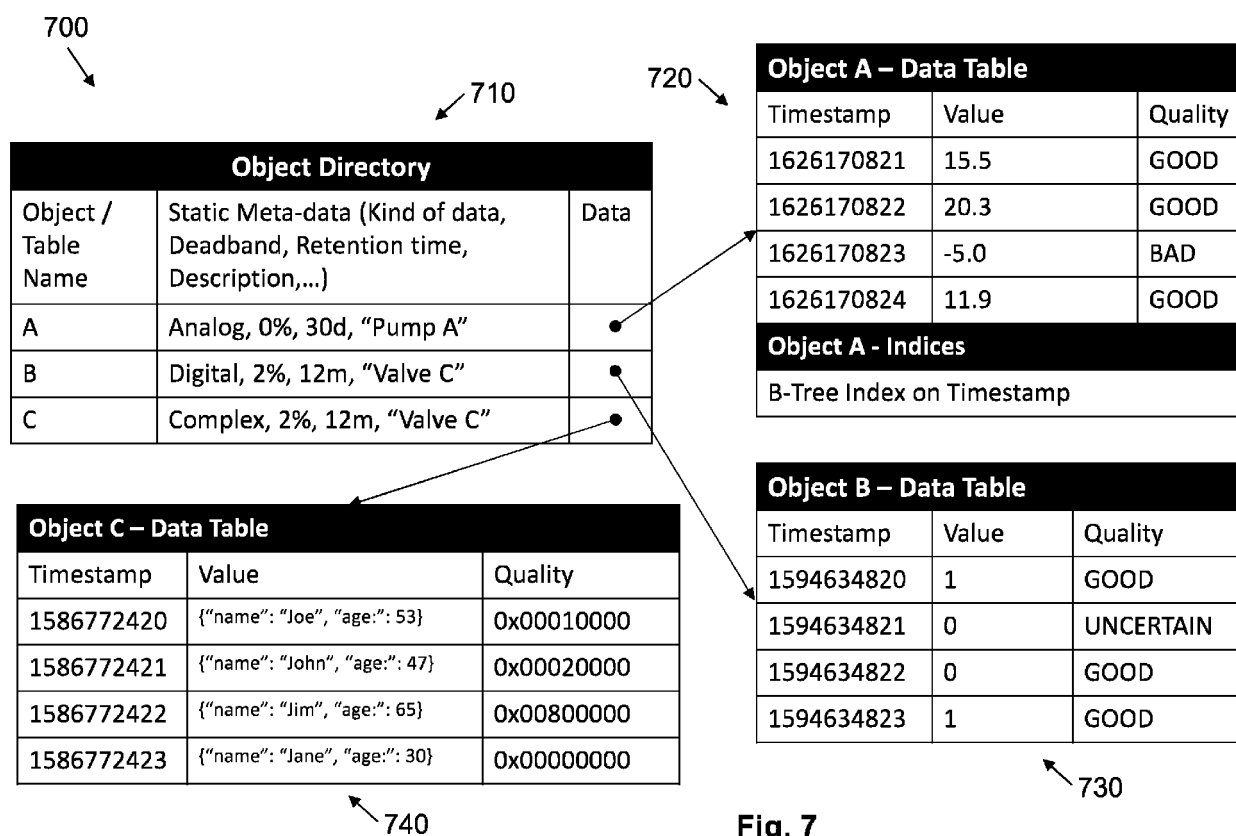 700
710
Object Directory
Object / Table Name Static Meta-data (Kind of data, Deadband, Retention time, Description,...) Data
A Analog, 0%, 30d, “Pump A”
B Digital, 2%, 12m, “Valve C”
C Complex, 2%, 12m, “Valve C”
720
Object A – Data Table
Timestamp Value Quality
1626170821 15.5 GOOD
1626170822 20.3 GOOD
1626170823 -5.0 BAD
1626170824 11.9 GOOD
Object A - Indices
B-Tree Index on Timestamp
Object C – Data Table
Timestamp Value Quality
1586772420 {“name”: “Joe”, “age:”: 53} 0x00010000
1586772421 {“name”: “John”, “age:”: 47} 0x00020000
1586772422 {“name”: “Jim”, “age:”: 65} 0x00800000
1586772423 {“name”: “Jane”, “age:”: 30} 0x00000000
740
Object B – Data Table
Timestamp Value Quality
1594634820 1 GOOD
1594634821 0 UNCERTAIN
1594634822 0 GOOD
1594634823 1 GOOD
730
Fig. 7